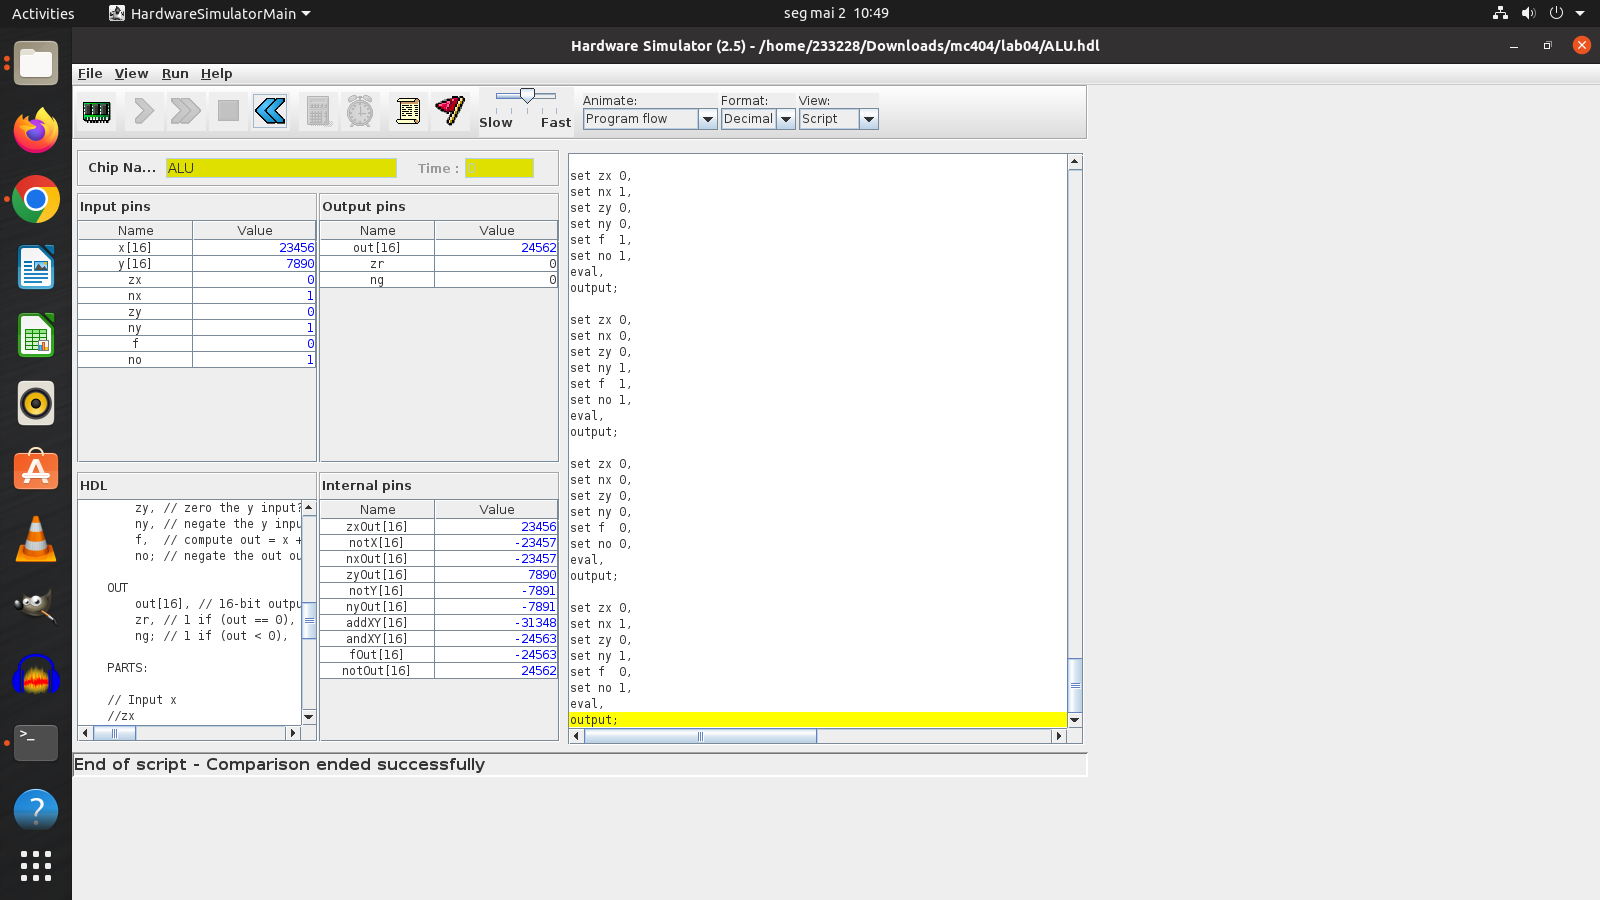 Activities
HardwareSimulatorMain
seg mai 2 10:49
Hardware Simulator (2.5) - /home/233228/Downloads/mc404/lab04/ALU.hdl
File View Run Help
Slow Fast
Animate:
Program flow
Format:
Decimal
View:
Script
Chip Na...
ALU
Time :
0
Input pins
Name Value
x[16] 23456
y[16] 7890
zx 0
nx 1
zy 0
ny 1
f 0
no 1
Output pins
Name Value
out[16] 24562
zr 0
ng 0
HDL
zy, // zero the y input?
ny, // negate the y inpu
f,  // compute out = x +
no; // negate the out ou
OUT
out[16], // 16-bit outpu
zr, // 1 if (out == 0),
ng; // 1 if (out < 0),
PARTS:
// Input x
//zx
Internal pins
Name Value
zxOut[16] 23456
notX[16] -23457
nxOut[16] -23457
zyOut[16] 7890
notY[16] -7891
nyOut[16] -7891
addXY[16] -31348
andXY[16] -24563
fOut[16] -24563
notOut[16] 24562
set zx 0,
set nx 1,
set zy 0,
set ny 0,
set f  1,
set no 1,
eval,
output;
set zx 0,
set nx 0,
set zy 0,
set ny 1,
set f  1,
set no 1,
eval,
output;
set zx 0,
set nx 0,
set zy 0,
set ny 0,
set f  0,
set no 0,
eval,
output;
set zx 0,
set nx 1,
set zy 0,
set ny 1,
set f  0,
set no 1,
eval,
output;
End of script - Comparison ended successfully